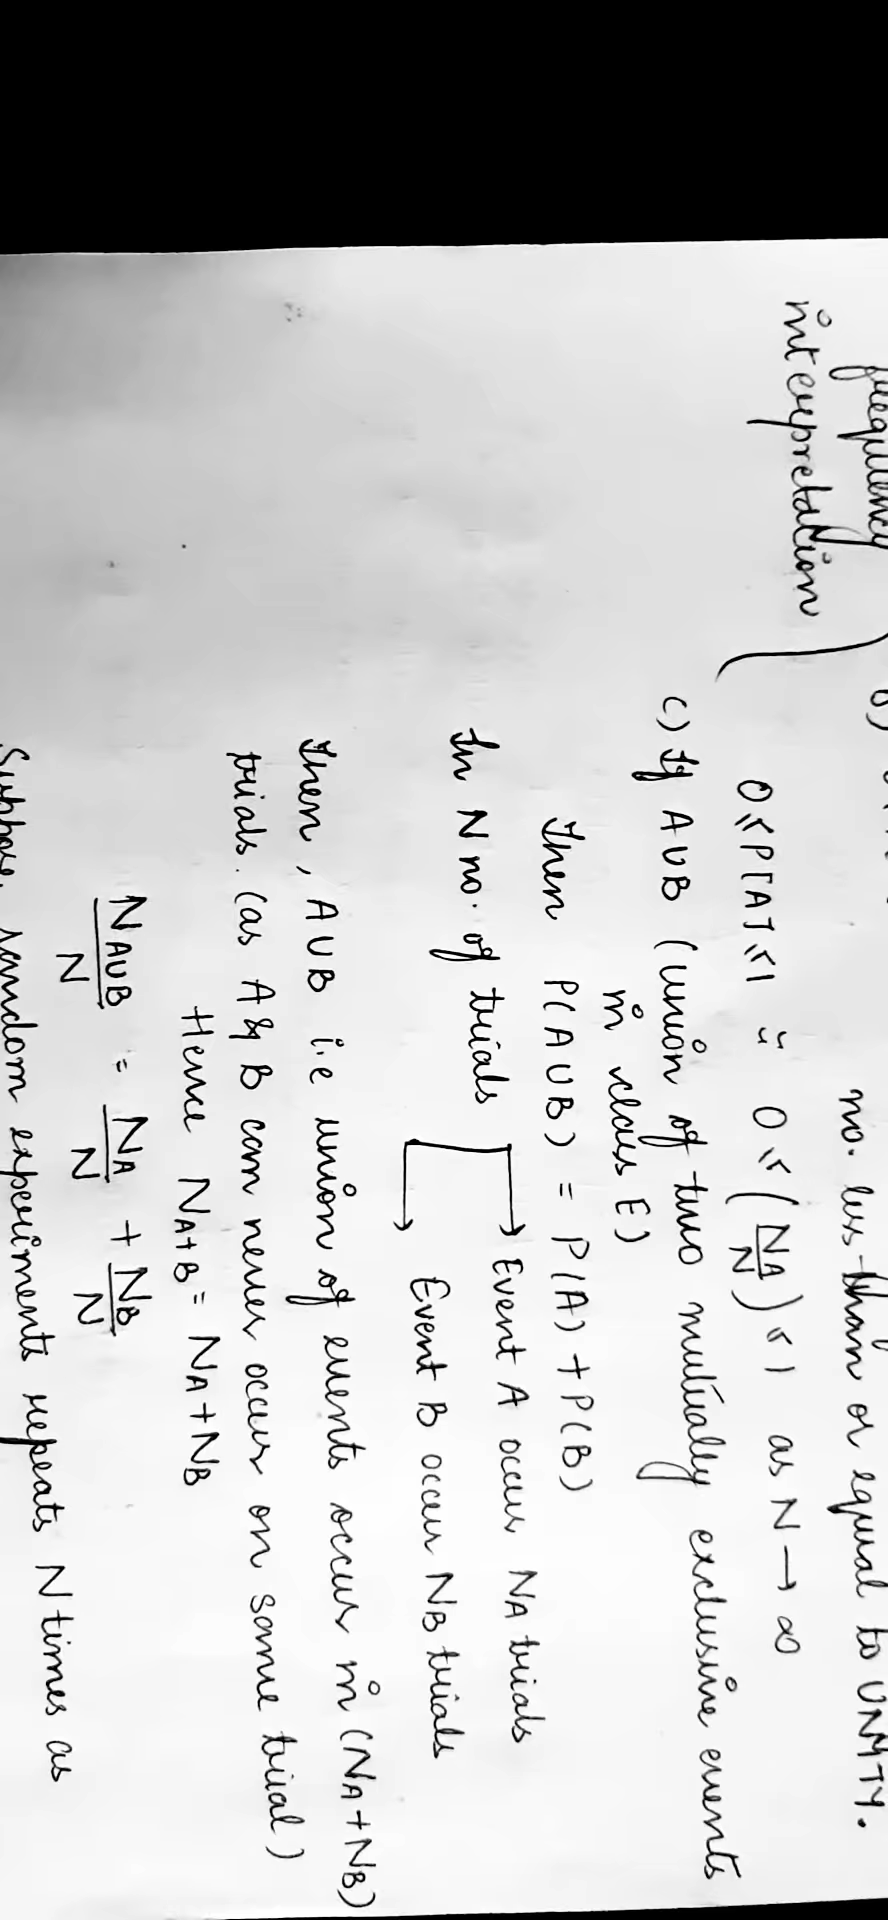 frequency
interpretation
b)
no. less than or equal to UNITY.
0≤P[A]≤1 ≈ 0≤(NA/N)≤1 as N→∞
c) If A∪B (union of two mutually exclusive events
in class E)
Then P(A∪B) = P(A)+P(B)
In N no. of trials → Event A occurs NA trials
→ Event B occurs NB trials
Then, A∪B i.e union of events occurs in (NA+NB)
trials. (as A & B can never occur on same trial)
Hence NA+B = NA+NB
NA∪B/N = NA/N + NB/N
Suppose, random experiments repeats N times as